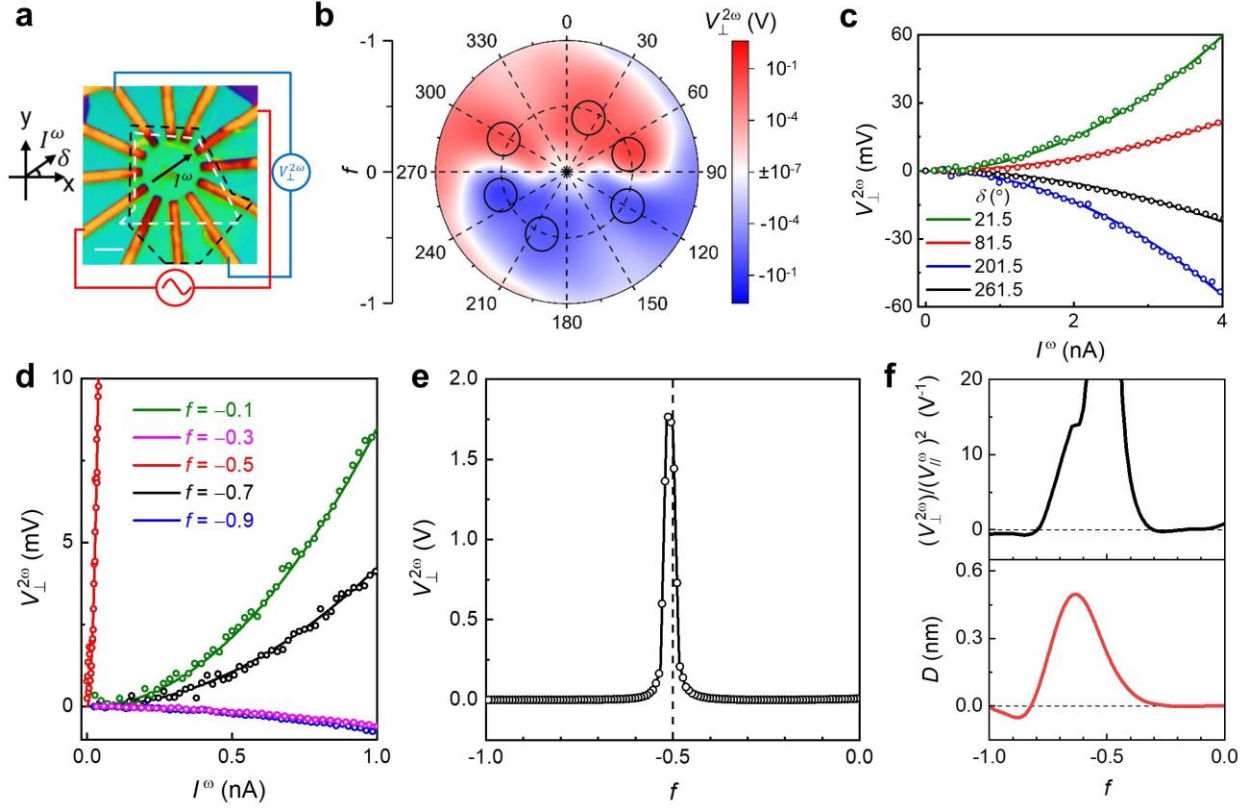 a
y
I^ω
δ
x
I^ω
V⊥^2ω
b
V⊥^2ω (V)
0
30
60
90
120
150
180
210
240
270
300
330
-1
f
0
-1
10^-1
10^-4
±10^-7
-10^-4
-10^-1
c
V⊥^2ω (mV)
60
30
0
-30
-60
δ (°)
21.5
81.5
201.5
261.5
0
2
4
I^ω (nA)
d
V⊥^2ω (mV)
10
5
0
f = −0.1
f = −0.3
f = −0.5
f = −0.7
f = −0.9
0.0
0.5
1.0
I^ω (nA)
e
V⊥^2ω (V)
2.0
1.5
1.0
0.5
0.0
-1.0
-0.5
0.0
f
f
(V⊥^2ω)/(V//^ω)^2 (V^-1)
20
10
0
D (nm)
0.6
0.3
0.0
-1.0
-0.5
0.0
f